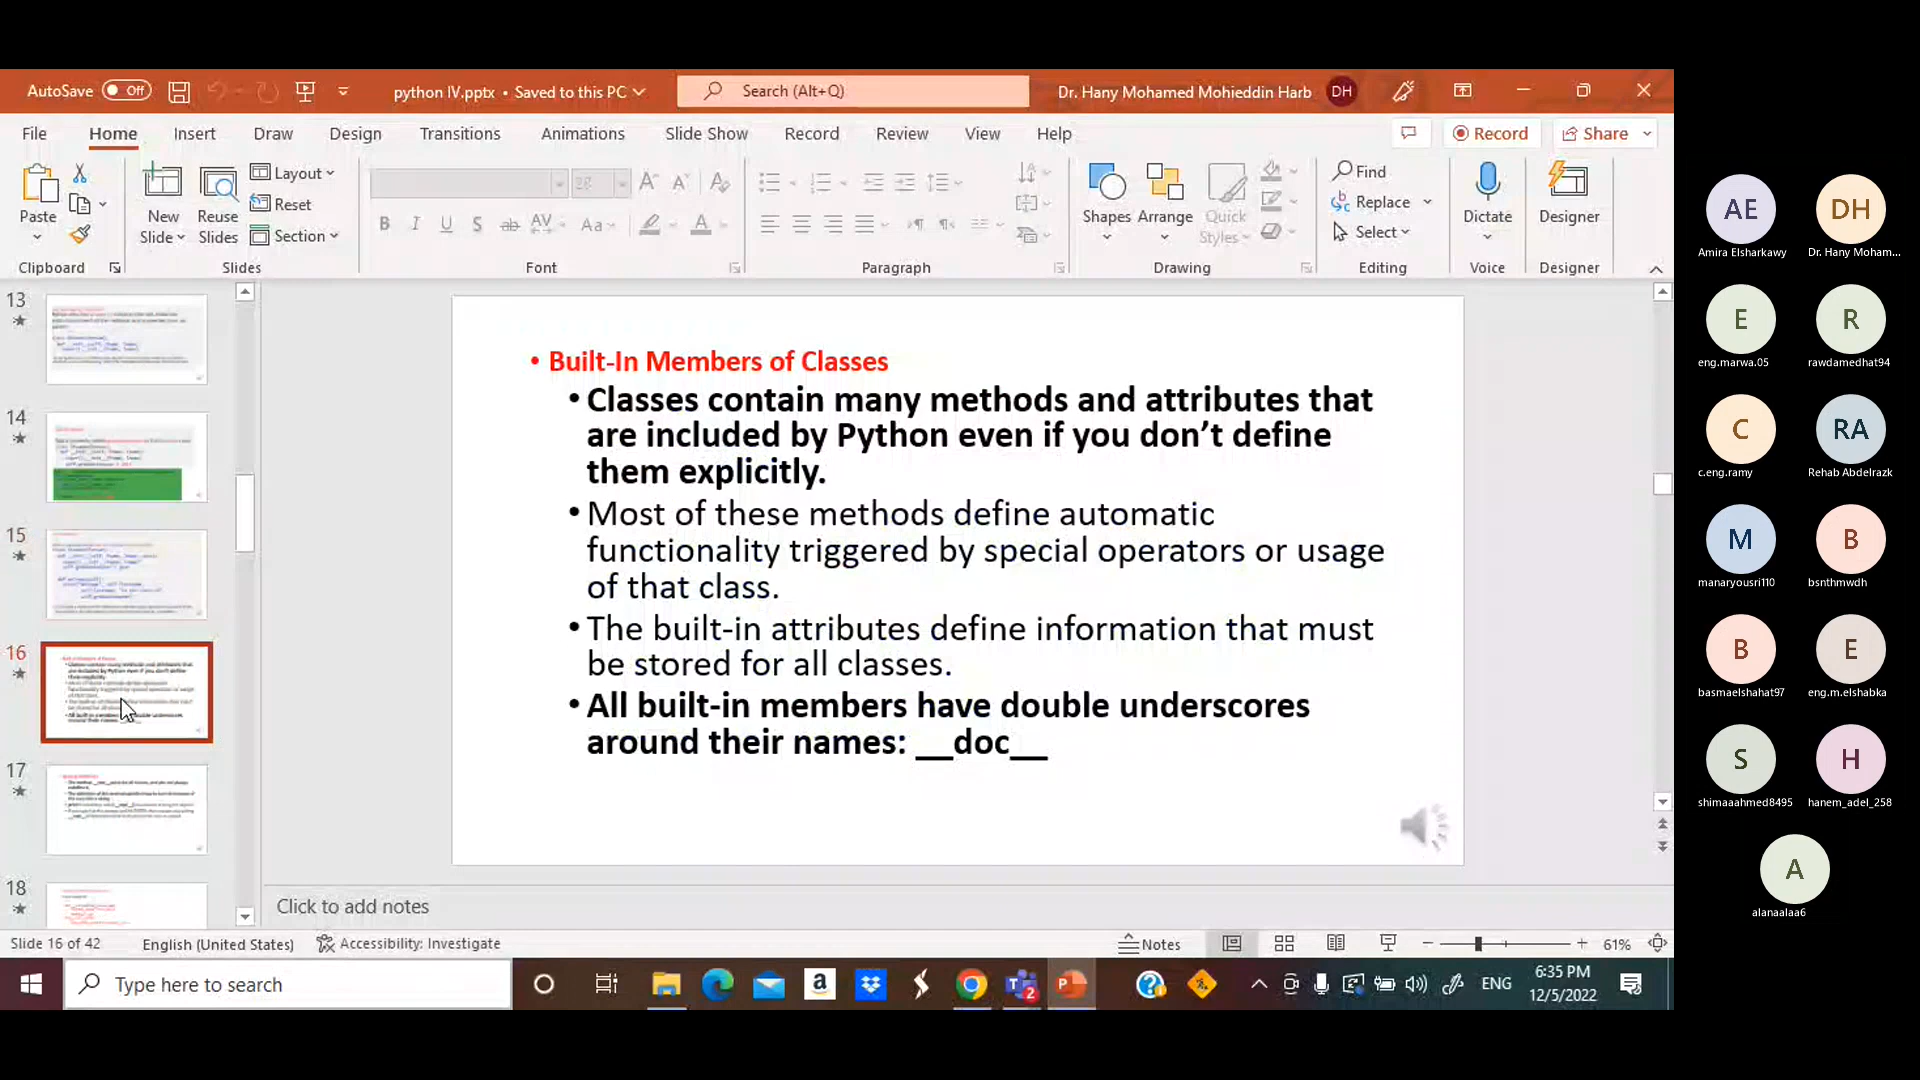 AutoSave Off python IV.pptx • Saved to this PC Search (Alt+Q) Dr. Hany Mohamed Mohieddin Harb DH
File Home Insert Draw Design Transitions Animations Slide Show Record Review View Help Record Share
Paste New Slide Reuse Slides Layout Reset Section
B I U S ab AV Aa A
Shapes Arrange Quick Styles
Find Replace Select
Dictate Designer
Clipboard Slides Font Paragraph Drawing Editing Voice Designer
13
14
15
16
17
18
• Built-In Members of Classes
• Classes contain many methods and attributes that
are included by Python even if you don’t define
them explicitly.
• Most of these methods define automatic
functionality triggered by special operators or usage
of that class.
• The built-in attributes define information that must
be stored for all classes.
• All built-in members have double underscores
around their names: __doc__
Click to add notes
Slide 16 of 42 English (United States) Accessibility: Investigate Notes 61%
Type here to search ENG 6:35 PM
12/5/2022
AE DH
Amira Elsharkawy Dr. Hany Moham...
E R
eng.marwa.05 rawdamedhat94
C RA
c.eng.ramy Rehab Abdelrazk
M B
manaryousri110 bsnthmwdh
B E
basmaelshahat97 eng.m.elshabka
S H
shimaaahmed8495 hanem_adel_258
A
alanaalaa6